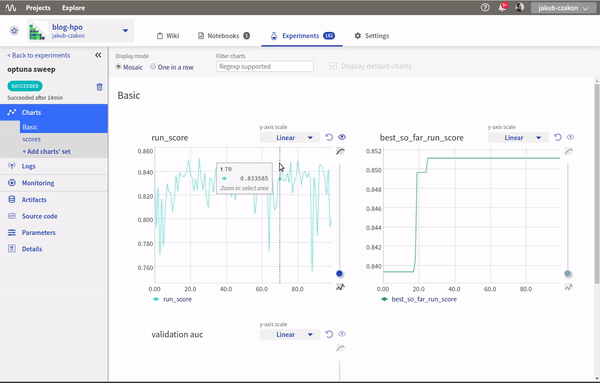 Projects
Explore
jakub-czakon
blog-hpo
jakub-czakon
Wiki
Notebooks 1
Experiments 182
Settings
< Back to experiments
optuna sweep
SUCCEEDED
Succeeded after 14min
Charts
Basic
scores
+ Add charts' set
Logs
Monitoring
Artifacts
Source code
Parameters
Details
Display mode
Mosaic
One in a row
Filter charts
Regexp supported
Display default charts
Basic
run_score
y-axis scale
Linear
0.860
0.840
0.820
0.800
0.780
0.760
0.00
20.0
40.0
60.0
80.0
t 70
0.833585
Zoom in: select area
run_score
best_so_far_run_score
y-axis scale
Linear
0.852
0.850
0.848
0.846
0.844
0.842
0.840
0.00
20.0
40.0
60.0
80.0
best_so_far_run_score
validation auc
y-axis scale
Linear